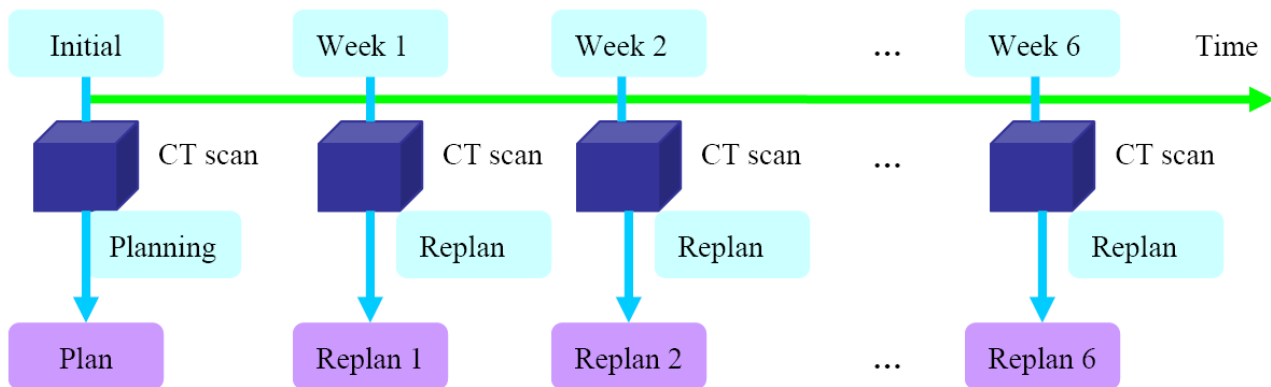 Initial Week 1 Week 2 ... Week 6 Time
CT scan CT scan CT scan ... CT scan
Planning Replan Replan Replan
Plan Replan 1 Replan 2 ... Replan 6